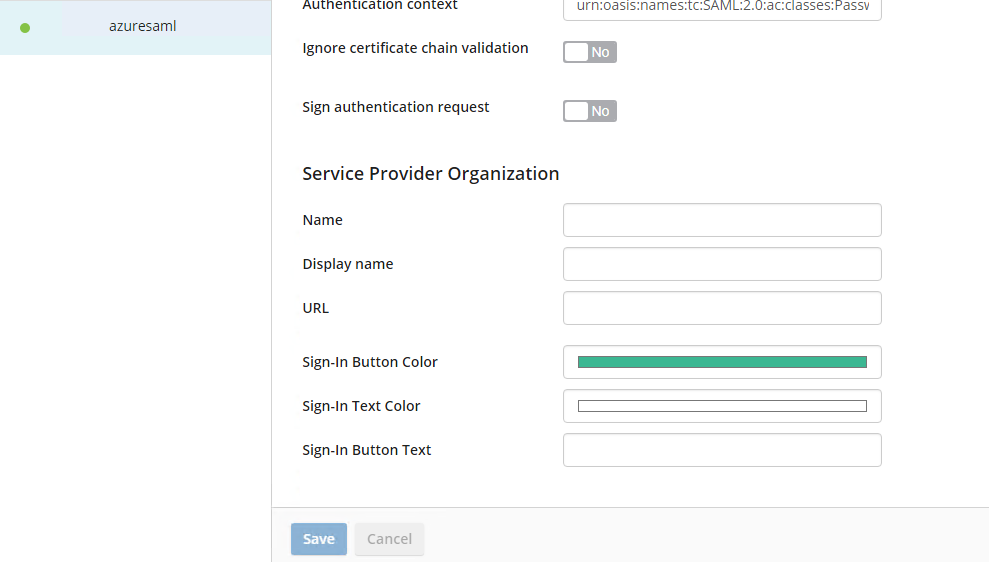 azuresaml
Authentication context
urn:oasis:names:tc:SAML:2.0:ac:classes:Passw
Ignore certificate chain validation
No
Sign authentication request
No
Service Provider Organization
Name
Display name
URL
Sign-In Button Color
Sign-In Text Color
Sign-In Button Text
Save
Cancel